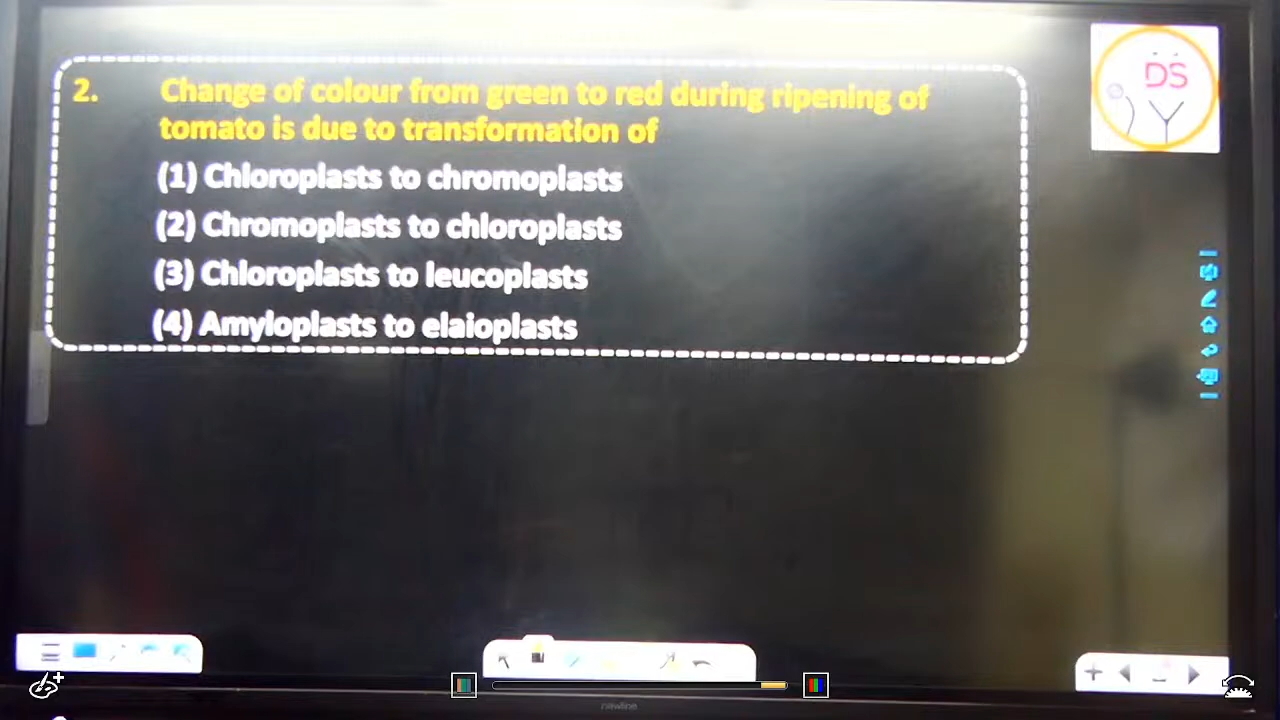 DS
2. Change of colour from green to red during ripening of
tomato is due to transformation of
(1) Chloroplasts to chromoplasts
(2) Chromoplasts to chloroplasts
(3) Chloroplasts to leucoplasts
(4) Amyloplasts to elaioplasts
newline